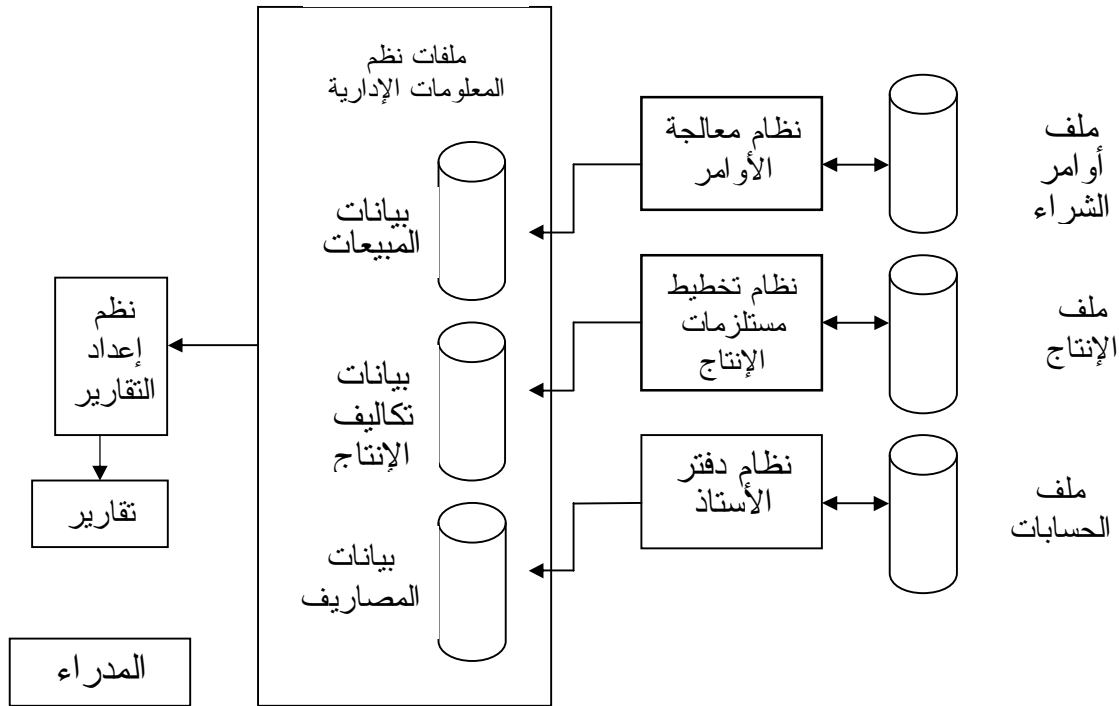 ملفات نظم
المعلومات الإدارية
ملف
أوامر
الشراء
نظام معالجة
الأوامر
بيانات
المبيعات
ملف
الإنتاج
نظام تخطيط
مستلزمات
الإنتاج
بيانات
تكاليف
الإنتاج
ملف
الحسابات
نظام دفتر
الأستاذ
بيانات
المصاريف
نظم
إعداد
التقارير
تقارير
المدراء